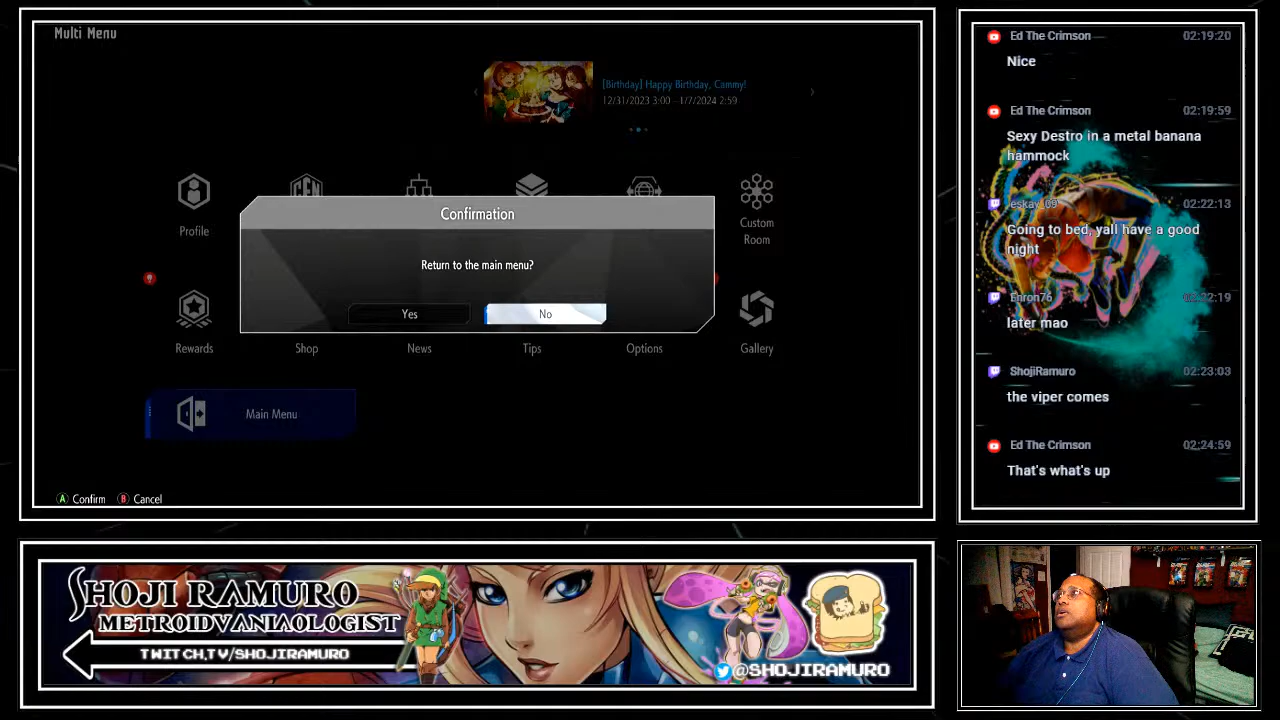 Multi Menu
[Birthday] Happy Birthday, Cammy!
12/31/2023 3:00 - 1/7/2024 2:59
Profile
Custom
Room
Confirmation
Return to the main menu?
Yes
No
Rewards
Shop
News
Tips
Options
Gallery
Main Menu
A Confirm B Cancel
Ed The Crimson 02:19:20
Nice
Ed The Crimson 02:19:59
Sexy Destro in a metal banana
hammock
eskay_09 02:22:13
Going to bed, yall have a good
night
Enron76 02:22:19
later mao
ShojiRamuro 02:23:03
the viper comes
Ed The Crimson 02:24:59
That's what's up
SHOJI RAMURO
METROIDVANIAOLOGIST
TWITCH.TV/SHOJIRAMURO
@SHOJIRAMURO